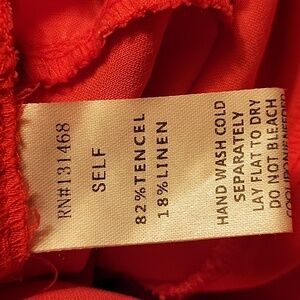 RN#131468
SELF
82%TENCEL
18%LINEN
HAND WASH COLD
SEPARATELY
LAY FLAT TO DRY
DO NOT BLEACH